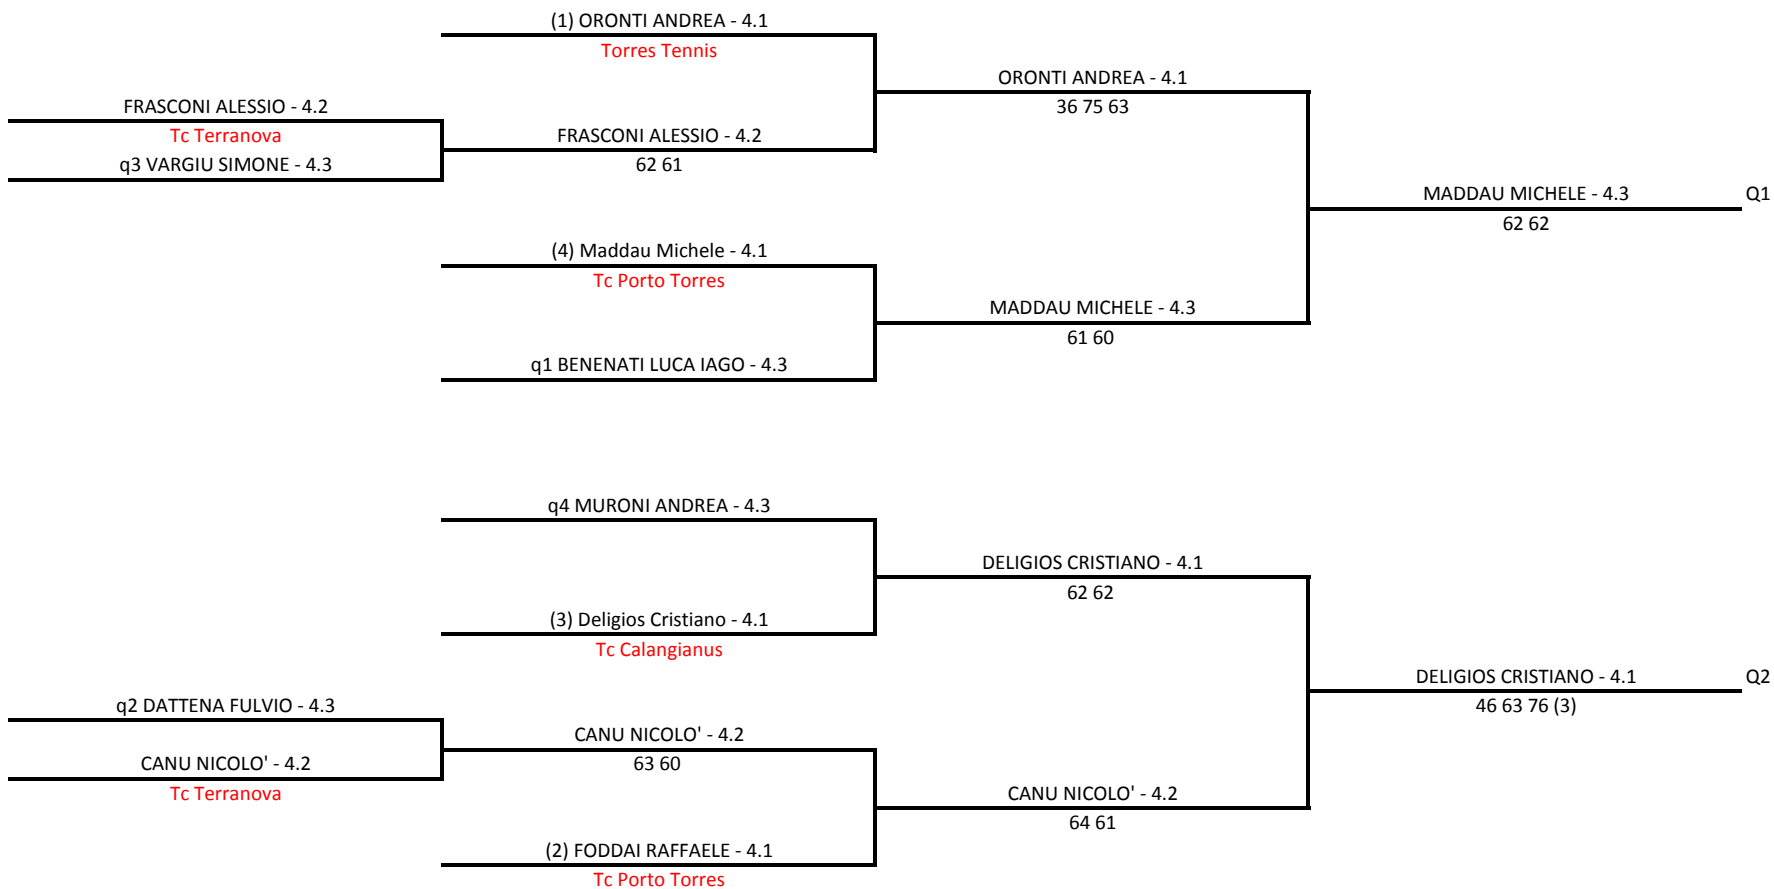 (1) ORONTI ANDREA - 4.1
Torres Tennis
ORONTI ANDREA - 4.1
36 75 63
FRASCONI ALESSIO - 4.2
Tc Terranova
q3 VARGIU SIMONE - 4.3
FRASCONI ALESSIO - 4.2
62 61
MADDAU MICHELE - 4.3
Q1
62 62
(4) Maddau Michele - 4.1
Tc Porto Torres
MADDAU MICHELE - 4.3
61 60
q1 BENENATI LUCA IAGO - 4.3
q4 MURONI ANDREA - 4.3
DELIGIOS CRISTIANO - 4.1
62 62
(3) Deligios Cristiano - 4.1
Tc Calangianus
DELIGIOS CRISTIANO - 4.1
Q2
46 63 76 (3)
q2 DATTENA FULVIO - 4.3
CANU NICOLO' - 4.2
63 60
CANU NICOLO' - 4.2
Tc Terranova
CANU NICOLO' - 4.2
64 61
(2) FODDAI RAFFAELE - 4.1
Tc Porto Torres